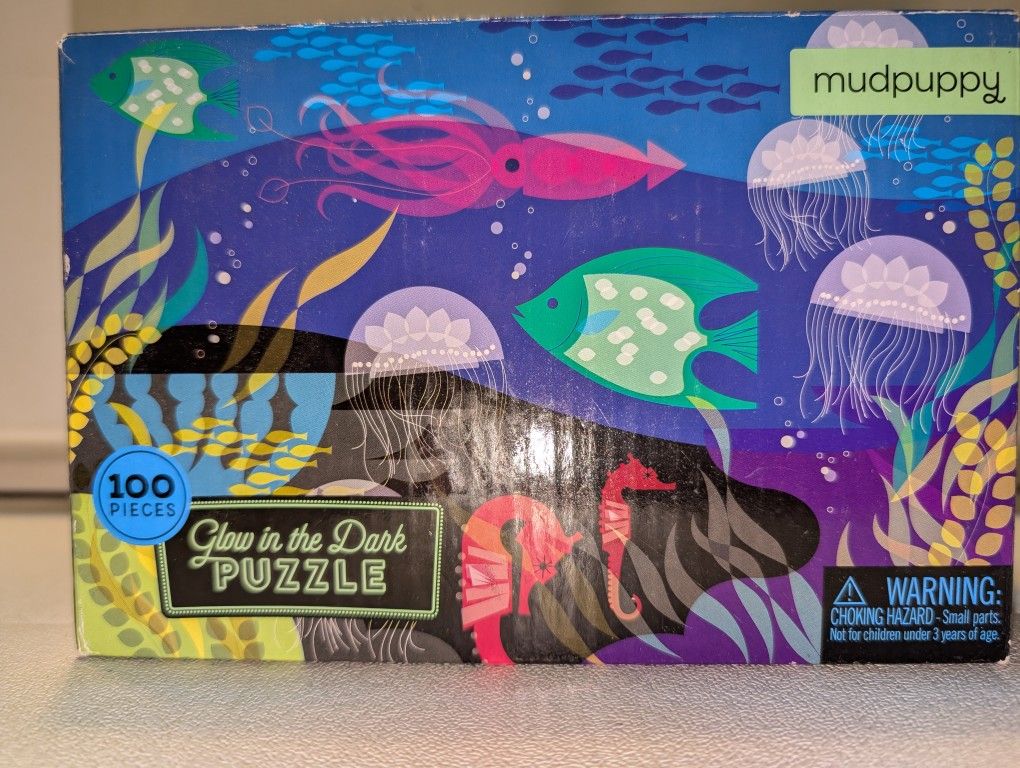 mudpuppy
100
PIECES
Glow in the Dark
PUZZLE
WARNING:
CHOKING HAZARD - Small parts.
Not for children under 3 years of age.